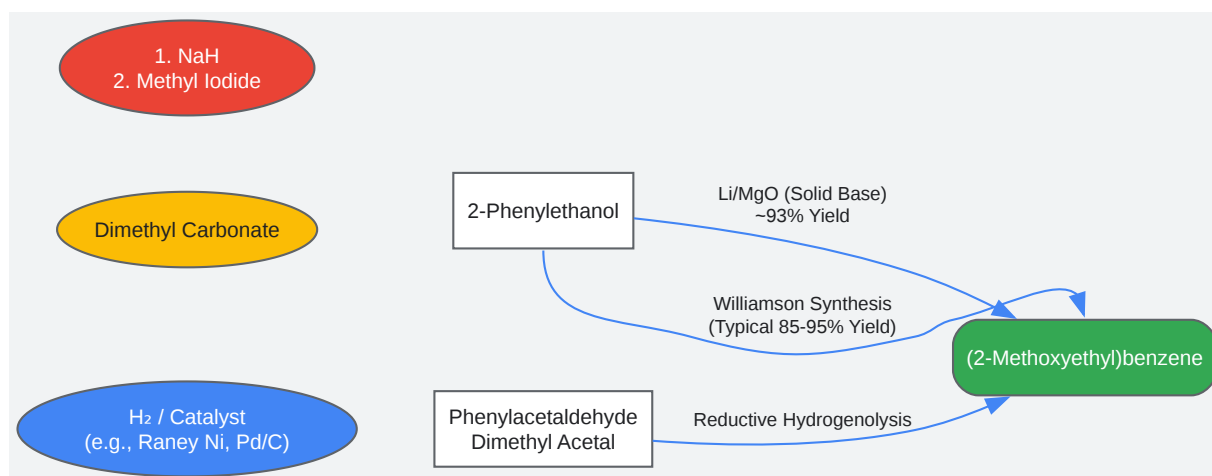 1. NaH
2. Methyl Iodide
Dimethyl Carbonate
2-Phenylethanol
Li/MgO (Solid Base)
~93% Yield
Williamson Synthesis
(Typical 85-95% Yield)
(2-Methoxyethyl)benzene
H₂ / Catalyst
(e.g., Raney Ni, Pd/C)
Phenylacetaldehyde
Dimethyl Acetal
Reductive Hydrogenolysis